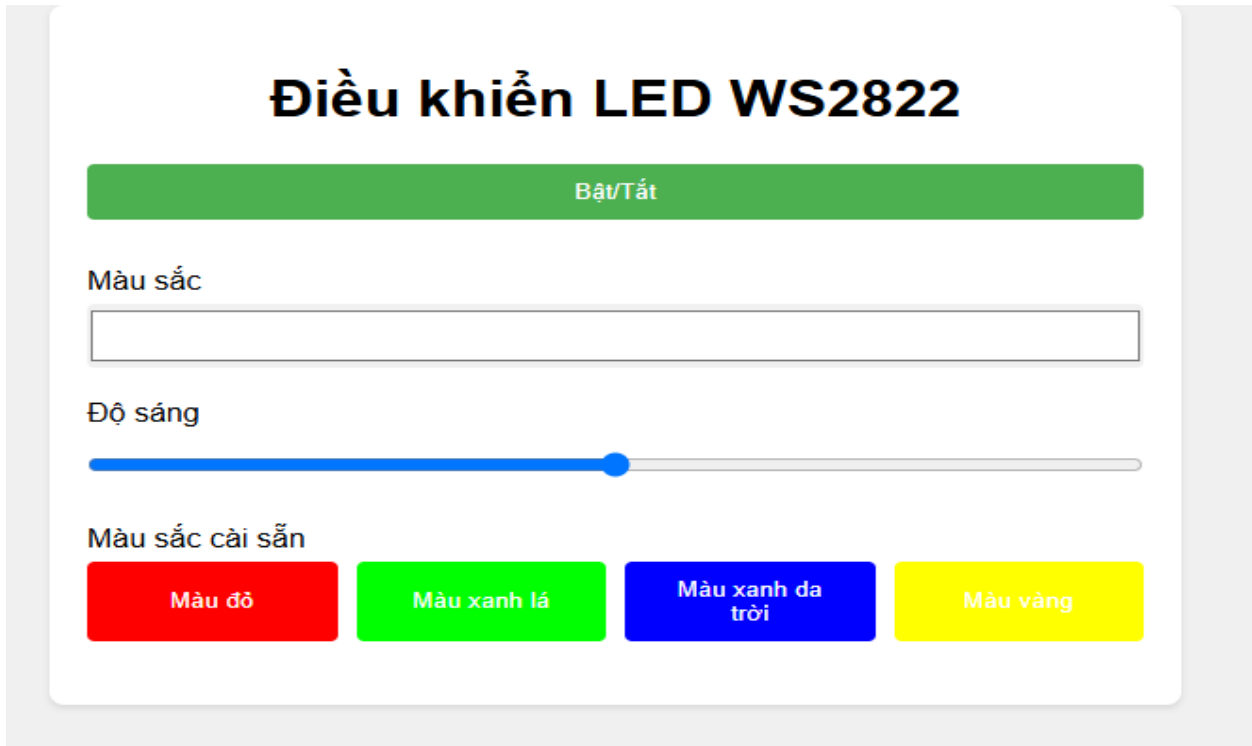 Điều khiển LED WS2822
Bật/Tắt
Màu sắc
Độ sáng
Màu sắc cài sẵn
Màu đỏ
Màu xanh lá
Màu xanh da
trời
Màu vàng